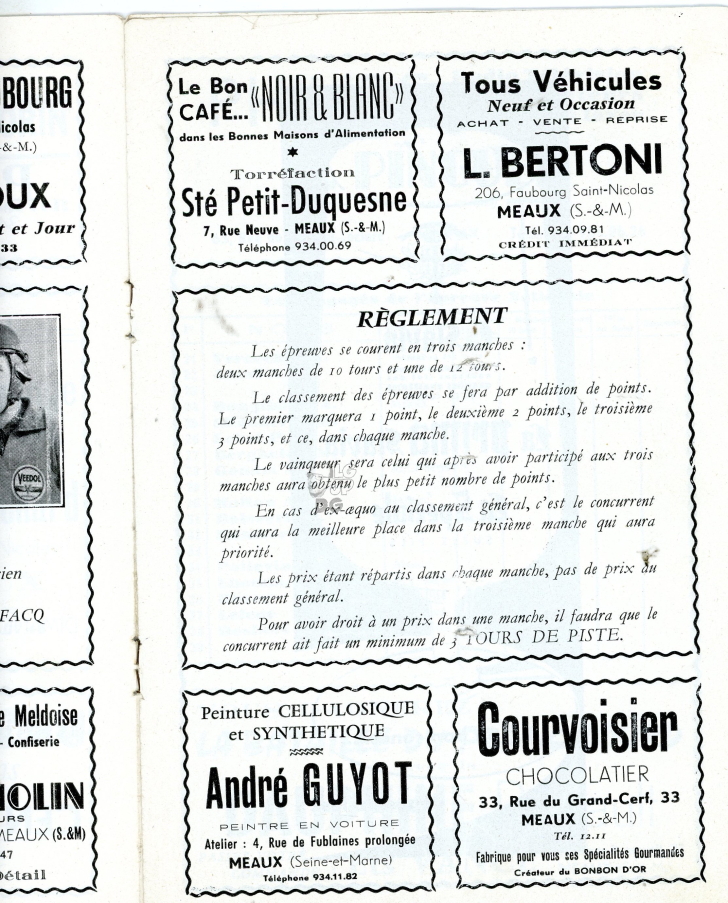 OBOURG
icolas
-&-M.)
OUX
t et Jour
33
VEEDOL
ien
FACQ
e Meldoise
- Confiserie
MOLIN
URS
MEAUX (S.&M)
47
Détail
Le Bon
CAFÉ... «NOIR & BLANC»
dans les Bonnes Maisons d'Alimentation
Torréfaction
Sté Petit-Duquesne
7, Rue Neuve - MEAUX (S.-&-M.)
Téléphone 934.00.69
Tous Véhicules
Neuf et Occasion
ACHAT - VENTE - REPRISE
L. BERTONI
206, Faubourg Saint-Nicolas
MEAUX (S.-&-M.)
Tél. 934.09.81
CRÉDIT IMMÉDIAT
RÈGLEMENT
Les épreuves se courent en trois manches :
deux manches de 10 tours et une de 12 tours.
Le classement des épreuves se fera par addition de points.
Le premier marquera 1 point, le deuxième 2 points, le troisième
3 points, et ce, dans chaque manche.
Le vainqueur sera celui qui après avoir participé aux trois
manches aura obtenu le plus petit nombre de points.
En cas d'ex-æquo au classement général, c'est le concurrent
qui aura la meilleure place dans la troisième manche qui aura
priorité.
Les prix étant répartis dans chaque manche, pas de prix au
classement général.
Pour avoir droit à un prix dans une manche, il faudra que le
concurrent ait fait un minimum de 3 TOURS DE PISTE.
Peinture CELLULOSIQUE
et SYNTHETIQUE
André GUYOT
PEINTRE EN VOITURE
Atelier : 4, Rue de Fublaines prolongée
MEAUX (Seine-et-Marne)
Téléphone 934.11.82
Courvoisier
CHOCOLATIER
33, Rue du Grand-Cerf, 33
MEAUX (S.-&-M.)
Tél. 12.11
Fabrique pour vous ses Spécialités Gourmandes
Créateur du BONBON D'OR